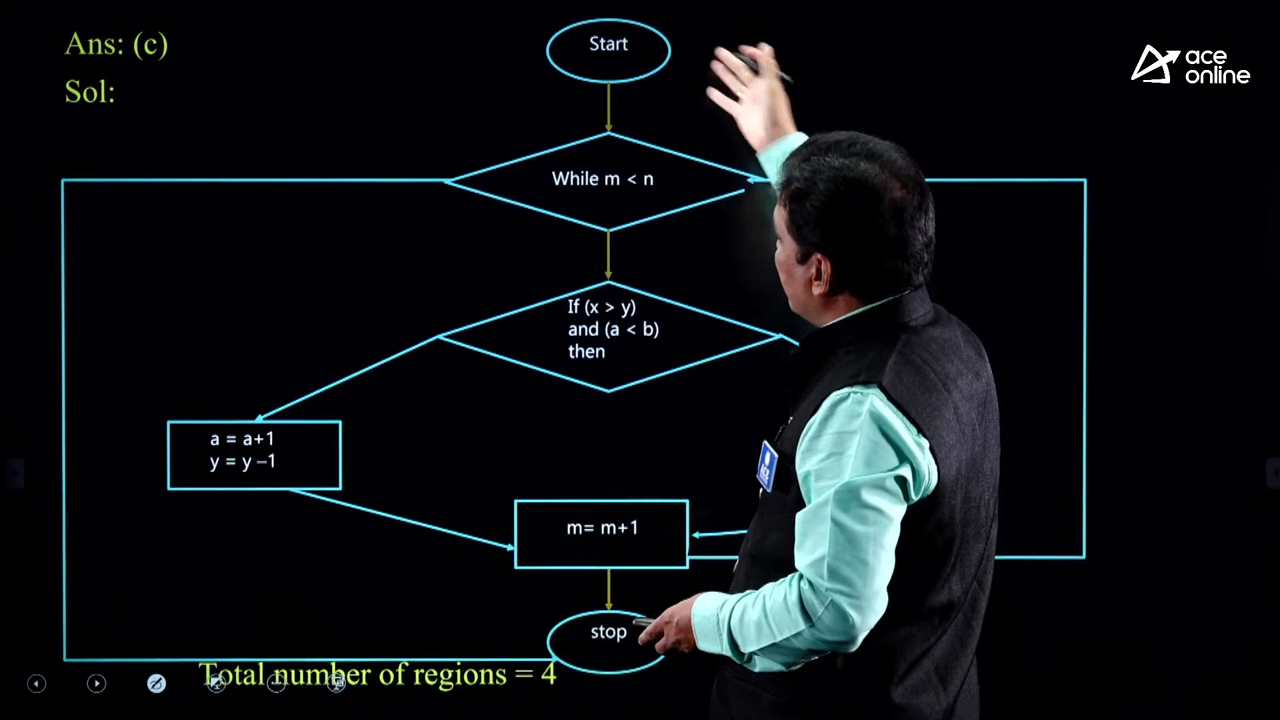 Ans: (c)
Sol:
Start
ace
online
While m < n
If (x > y)
and (a < b)
then
a = a+1
y = y –1
m= m+1
stop
Total number of regions = 4